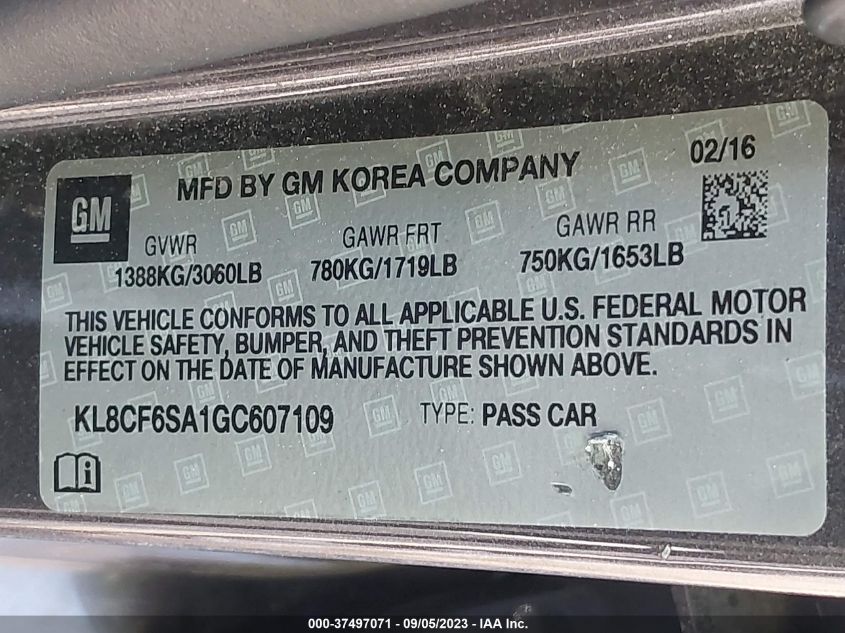 MFD BY GM KOREA COMPANY
02/16
GM
GVWR
1388KG/3060LB
GAWR FRT
780KG/1719LB
GAWR RR
750KG/1653LB
THIS VEHICLE CONFORMS TO ALL APPLICABLE U.S. FEDERAL MOTOR
VEHICLE SAFETY, BUMPER, AND THEFT PREVENTION STANDARDS IN
EFFECT ON THE DATE OF MANUFACTURE SHOWN ABOVE.
KL8CF6SA1GC607109
TYPE: PASS CAR
000-37497071 - 09/05/2023 - © IAA, Inc.